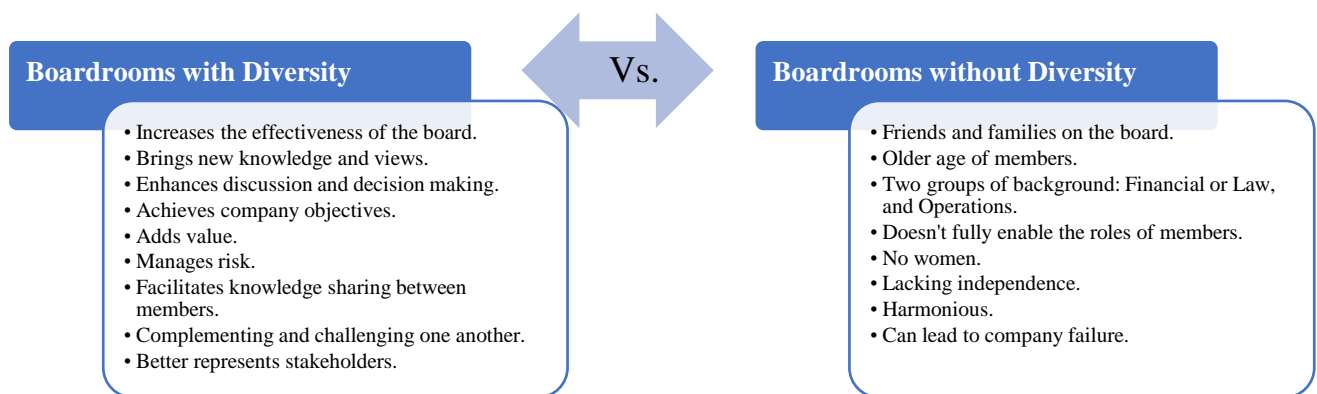 Boardrooms with Diversity
• Increases the effectiveness of the board.
• Brings new knowledge and views.
• Enhances discussion and decision making.
• Achieves company objectives.
• Adds value.
• Manages risk.
• Facilitates knowledge sharing between
members.
• Complementing and challenging one another.
• Better represents stakeholders.
Vs.
Boardrooms without Diversity
• Friends and families on the board.
• Older age of members.
• Two groups of background: Financial or Law,
and Operations.
• Doesn't fully enable the roles of members.
• No women.
• Lacking independence.
• Harmonious.
• Can lead to company failure.